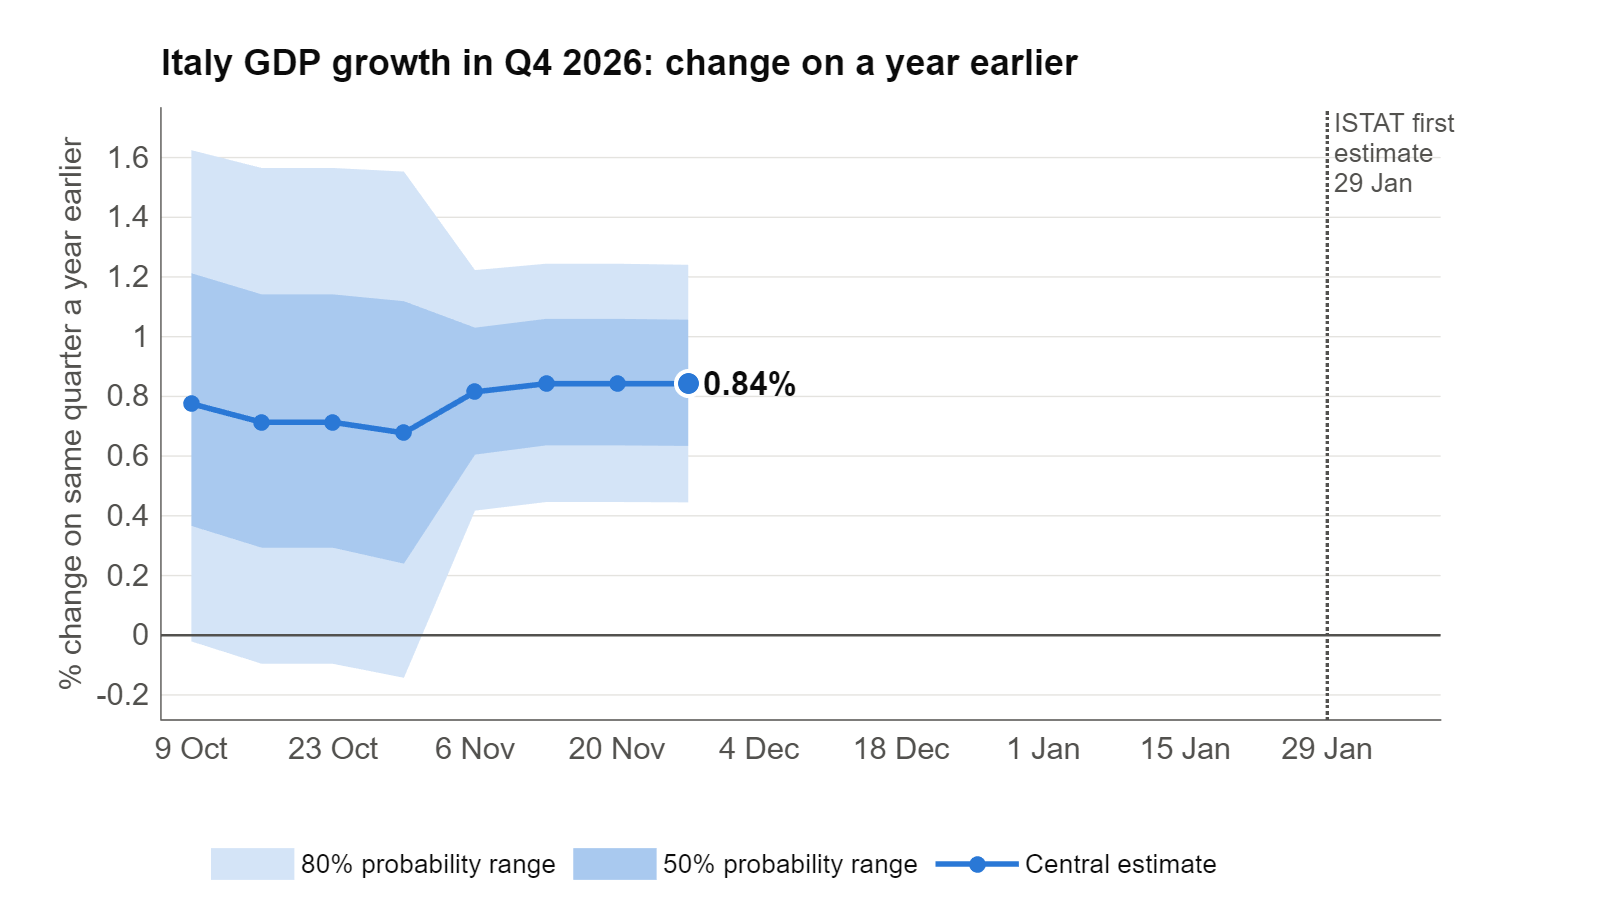 Italy GDP growth in Q4 2026: change on a year earlier
% change on same quarter a year earlier
1.6
1.4
1.2
1
0.8
0.6
0.4
0.2
0
-0.2
ISTAT first
estimate
29 Jan
0.84%
9 Oct
23 Oct
6 Nov
20 Nov
4 Dec
18 Dec
1 Jan
15 Jan
29 Jan
80% probability range
50% probability range
Central estimate